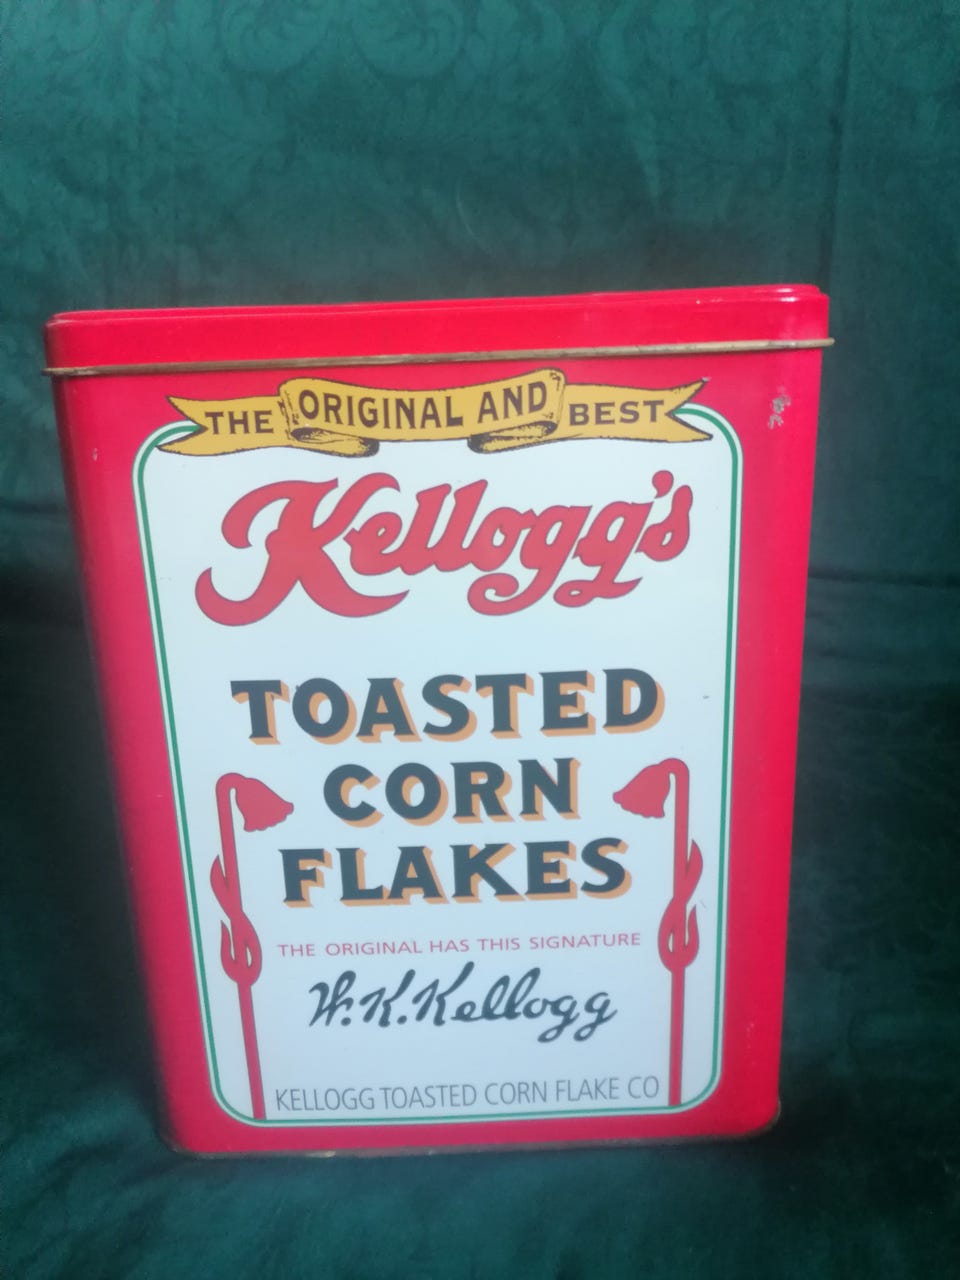 THE ORIGINAL AND BEST
Kellogg's
TOASTED
CORN
FLAKES
THE ORIGINAL HAS THIS SIGNATURE
W.K.Kellogg
KELLOGG TOASTED CORN FLAKE CO